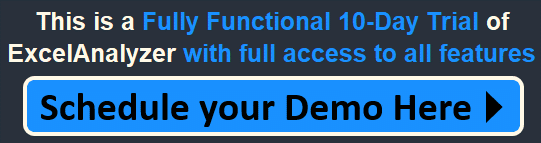 This is a Fully Functional 10-Day Trial of
ExcelAnalyzer with full access to all features
Schedule your Demo Here